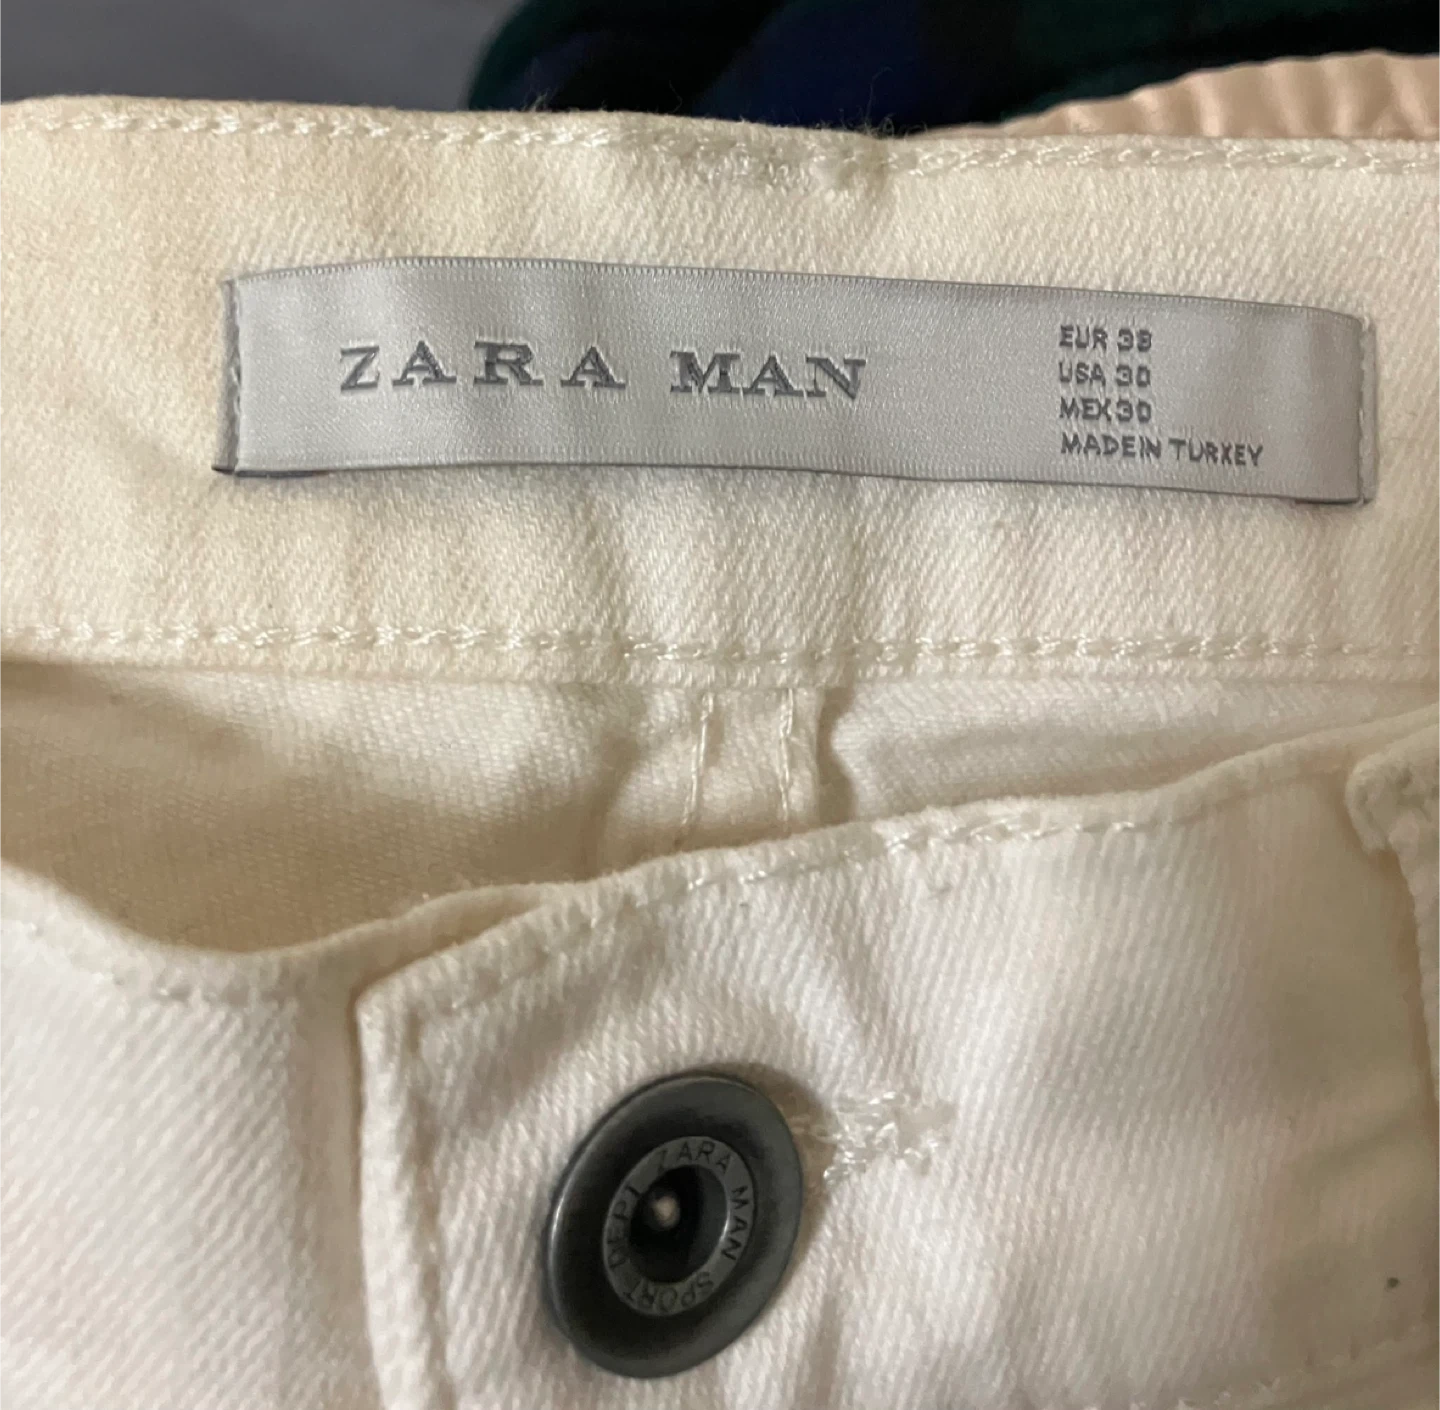 ZARA MAN
EUR 38
USA 30
MEX 30
MADE IN TURKEY
ZARA MAN SPORT DEPT